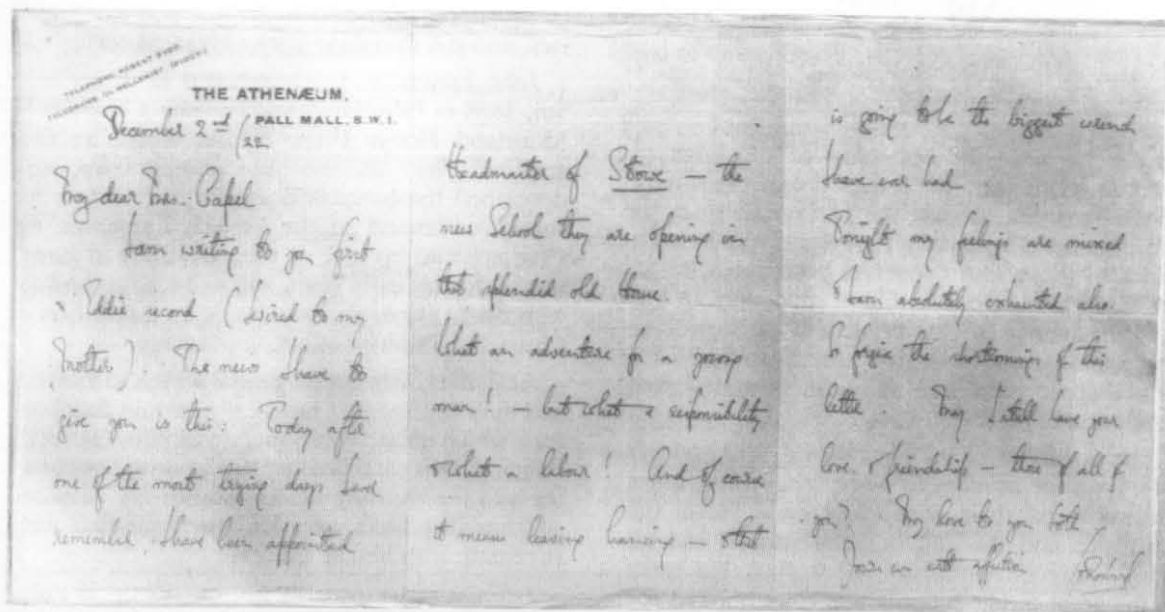 TELEPHONE REGENT
TELEGRAMS
THE ATHENÆUM,
PALL MALL, S.W.1.
December 2nd /22
My dear Mrs. Capel
I am writing to you first
& Eddie second (I wired to my
Mother). The news I have to
give you is this: Today after
one of the most trying days I ever
remember, I have been appointed
Headmaster of Stowe – the
new School they are opening in
that splendid old House.
What an adventure for a young
man! – but what a responsibility
& what a labour! And of course
it means leaving Lancing – & that
is going to be the biggest wrench
I have ever had
Tonight my feelings are mixed
& I am absolutely exhausted also.
So forgive the shortcomings of this
letter. May I still have your
love & friendship – those of all of
you? My love to you both,
Yours ever with affection